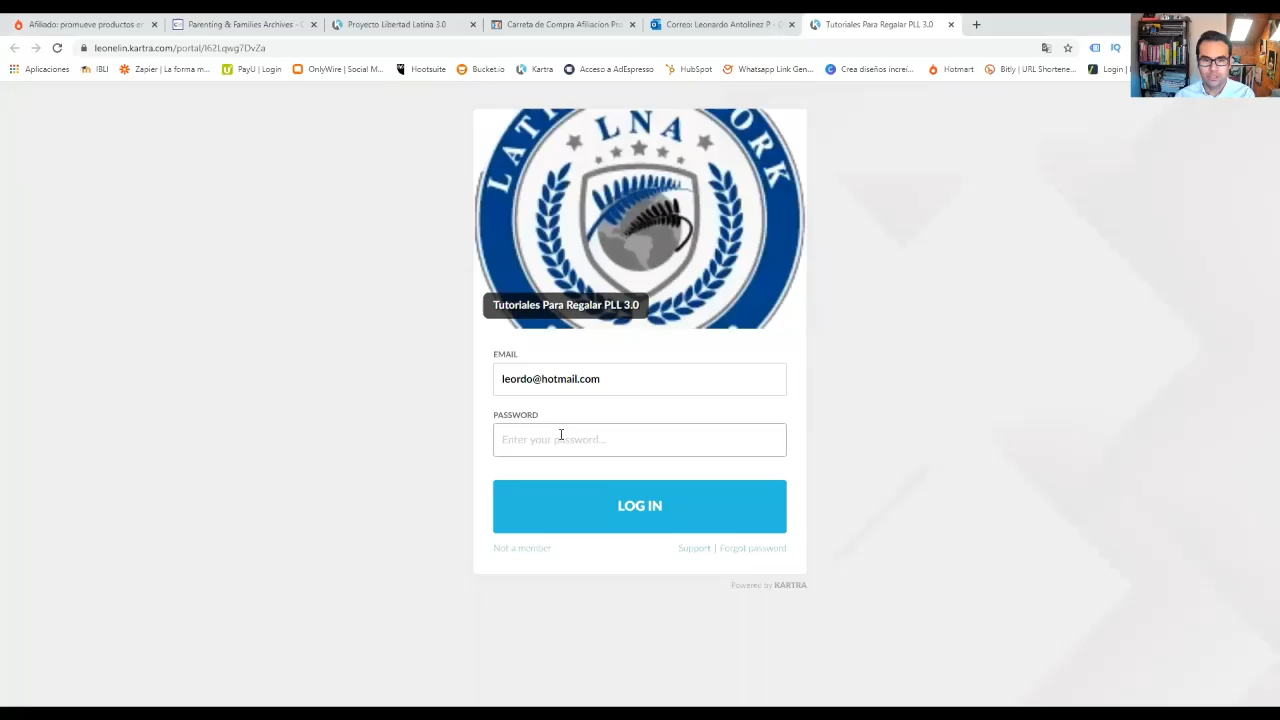 Afiliado: promueve productos en
Parenting & Families Archives - C
Proyecto Libertad Latina 3.0
Carreta de Compra Afiliacion Pro
Correo: Leonardo Antolinez P - O
Tutoriales Para Regalar PLL 3.0
leonelin.kartra.com/portal/l62Lqwg7DvZa
IQ
Aplicaciones
IBLI
Zapier | La forma m...
PayU | Login
OnlyWire | Social M...
Hootsuite
Bucket.io
Kartra
Acceso a AdEspresso
HubSpot
Whatsapp Link Gen...
Crea diseños increí...
Hotmart
Bitly | URL Shortene...
Login |
LNA
Tutoriales Para Regalar PLL 3.0
EMAIL
leordo@hotmail.com
PASSWORD
Enter your password...
LOG IN
Not a member
Support | Forgot password
Powered by KARTRA